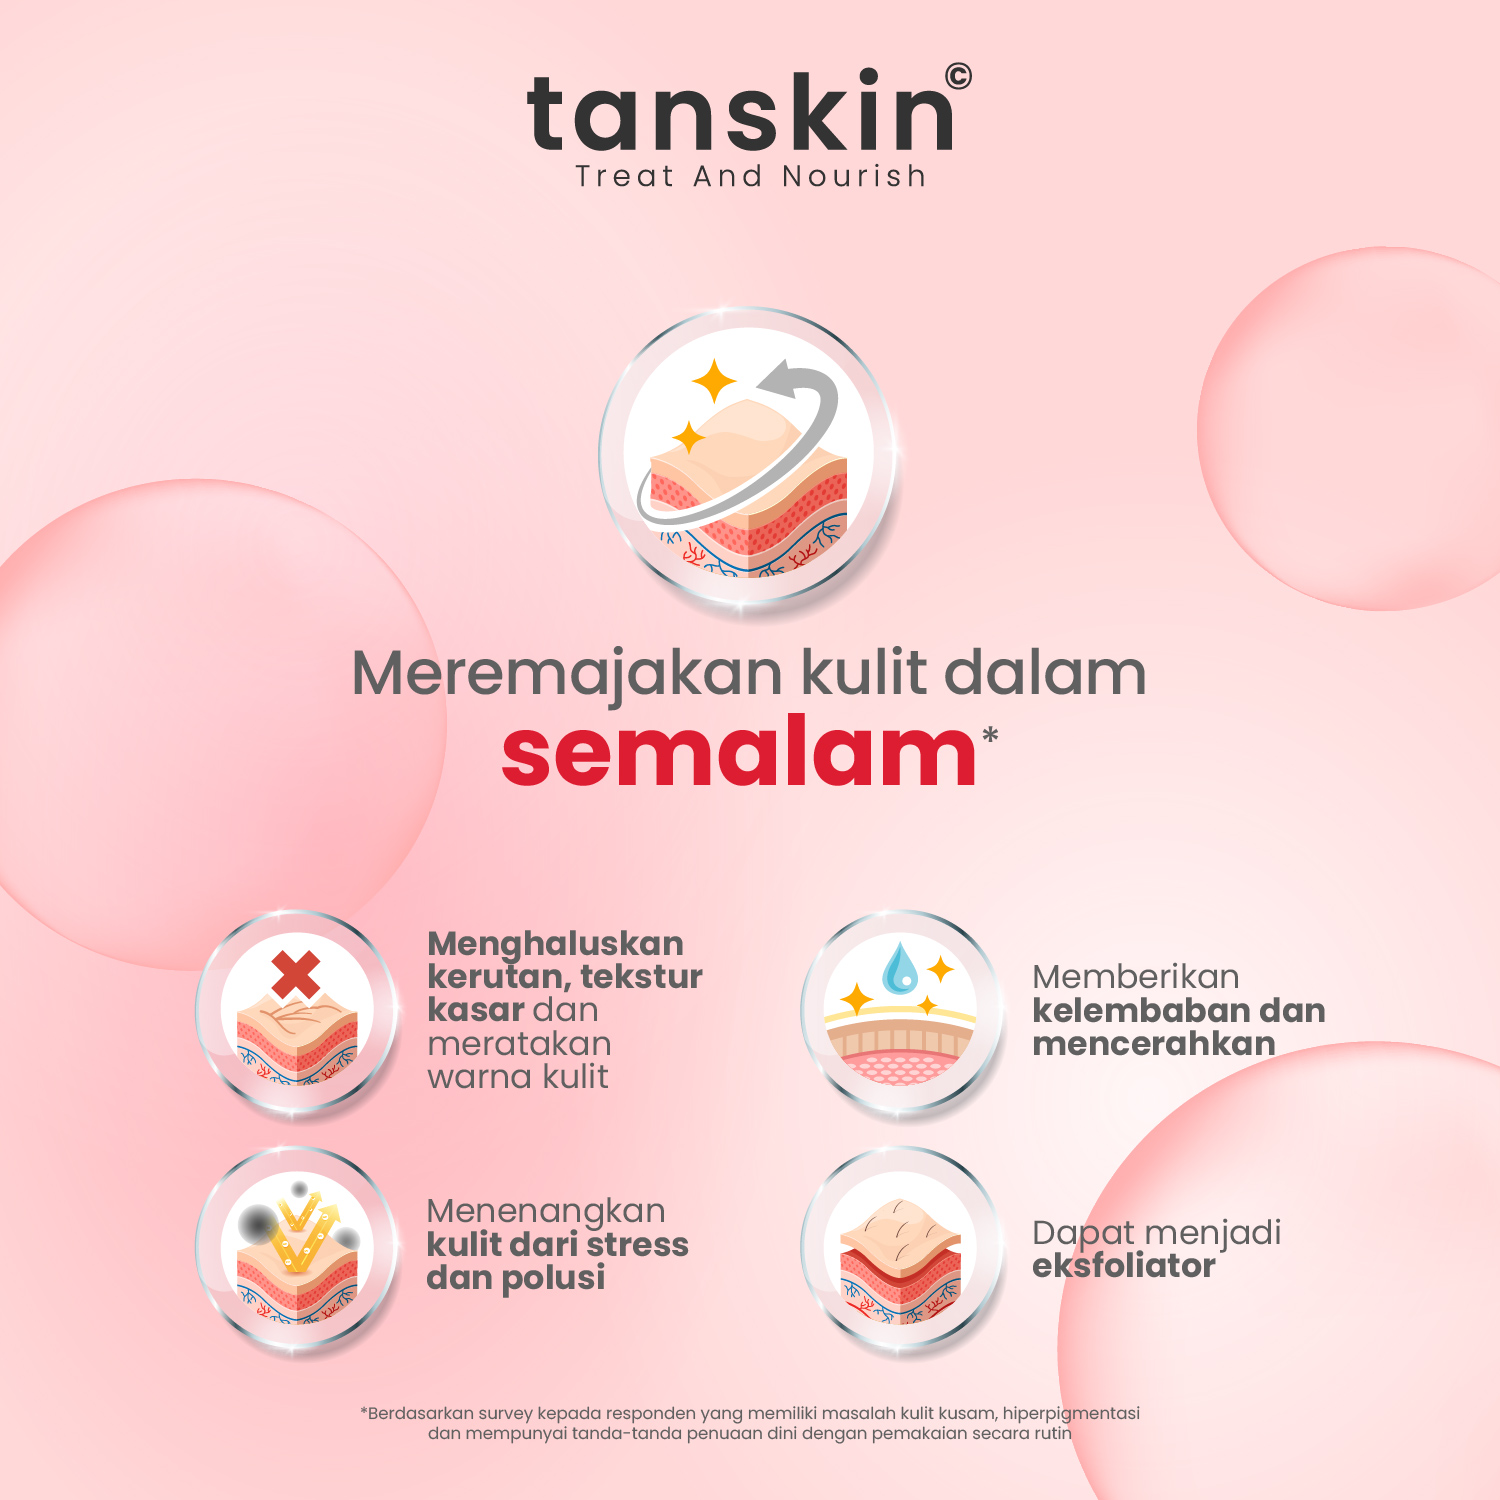 tanskin©
Treat And Nourish
Meremajakan kulit dalam
semalam*
Menghaluskan
kerutan, tekstur
kasar dan
meratakan
warna kulit
Memberikan
kelembaban dan
mencerahkan
Menenangkan
kulit dari stress
dan polusi
Dapat menjadi
eksfoliator
*Berdasarkan survey kepada responden yang memiliki masalah kulit kusam, hiperpigmentasi
dan mempunyai tanda-tanda penuaan dini dengan pemakaian secara rutin